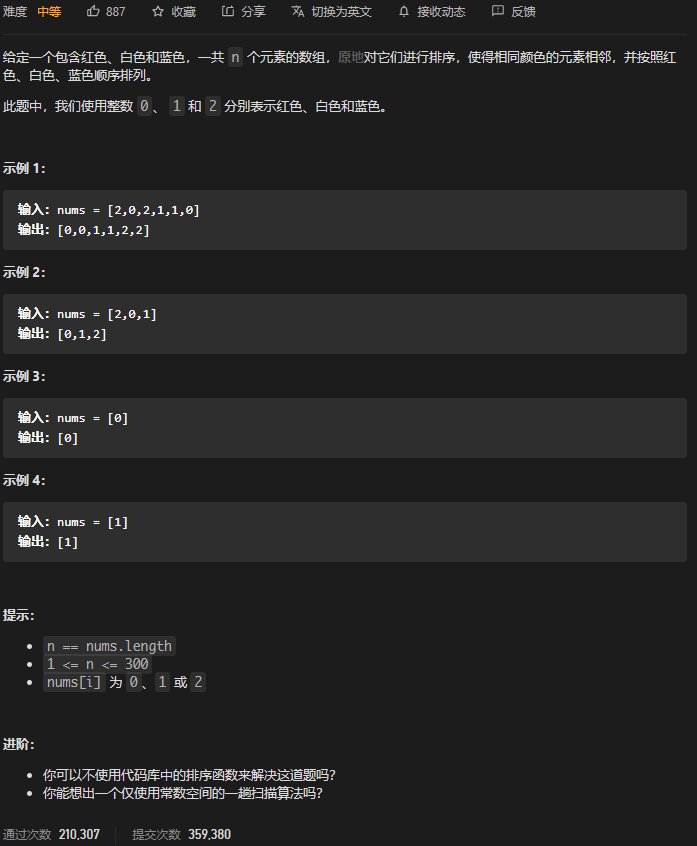 难度 中等 887 收藏 分享 切换为英文 接收动态 反馈
给定一个包含红色、白色和蓝色,一共 n 个元素的数组,原地对它们进行排序,使得相同颜色的元素相邻,并按照红
色、白色、蓝色顺序排列。
此题中,我们使用整数 0、 1 和 2 分别表示红色、白色和蓝色。
示例 1:
输入:nums = [2,0,2,1,1,0]
输出:[0,0,1,1,2,2]
示例 2:
输入:nums = [2,0,1]
输出:[0,1,2]
示例 3:
输入:nums = [0]
输出:[0]
示例 4:
输入:nums = [1]
输出:[1]
提示:
n == nums.length
1 <= n <= 300
nums[i] 为 0、1 或 2
进阶:
你可以不使用代码库中的排序函数来解决这道题吗?
你能想出一个仅使用常数空间的一趟扫描算法吗?
通过次数 210,307 提交次数 359,380